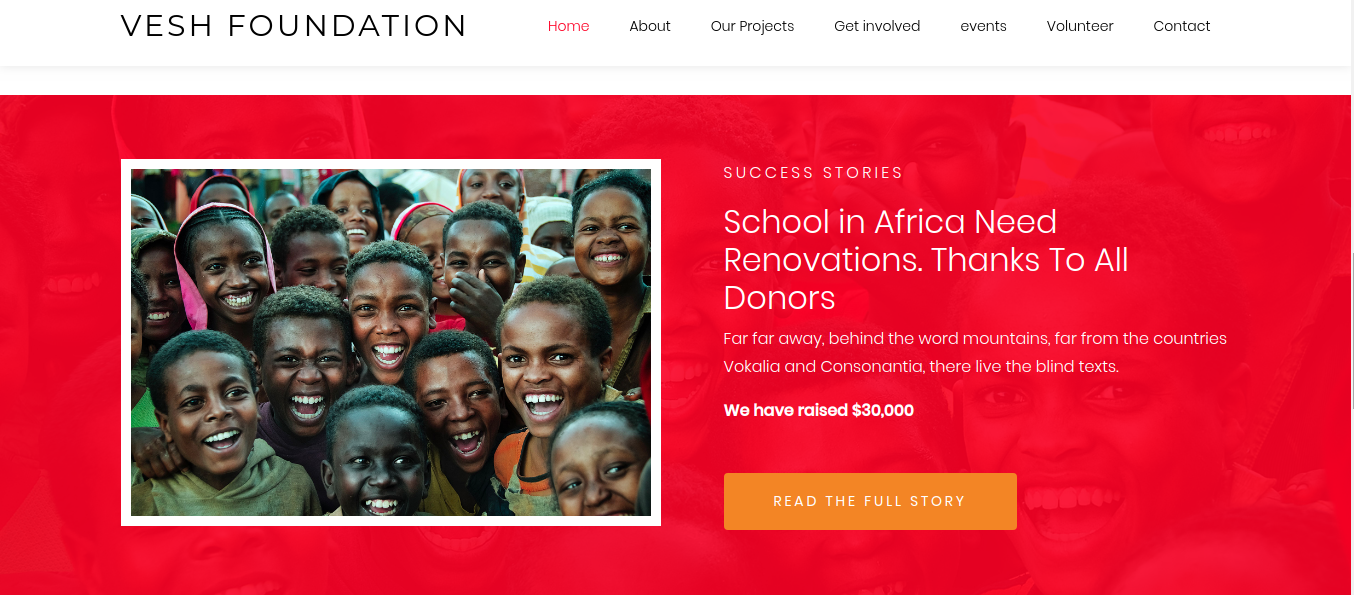 VESH FOUNDATION
Home About Our Projects Get involved events Volunteer Contact
SUCCESS STORIES
School in Africa Need
Renovations. Thanks To All
Donors
Far far away, behind the word mountains, far from the countries
Vokalia and Consonantia, there live the blind texts.
We have raised $30,000
READ THE FULL STORY